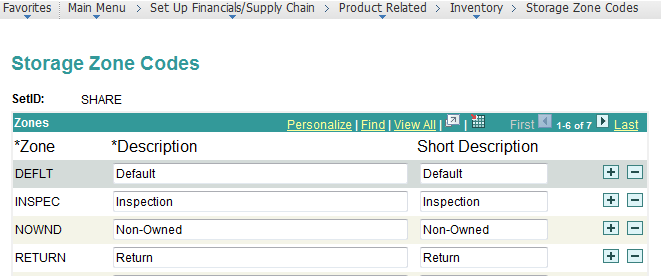 Favorites Main Menu > Set Up Financials/Supply Chain > Product Related > Inventory > Storage Zone Codes
Storage Zone Codes
SetID: SHARE
Zones Personalize | Find | View All | | First 1-6 of 7 Last
*Zone *Description Short Description
DEFLT Default Default
INSPEC Inspection Inspection
NOWND Non-Owned Non-Owned
RETURN Return Return